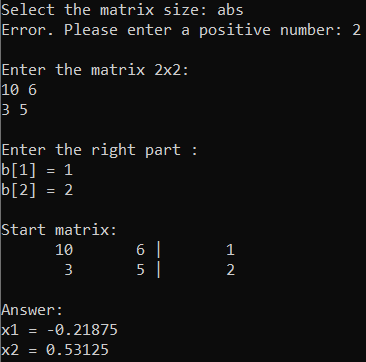 Select the matrix size: abs
Error. Please enter a positive number: 2
Enter the matrix 2x2:
10 6
3 5
Enter the right part :
b[1] = 1
b[2] = 2
Start matrix:
10 6 | 1
3 5 | 2
Answer:
x1 = -0.21875
x2 = 0.53125